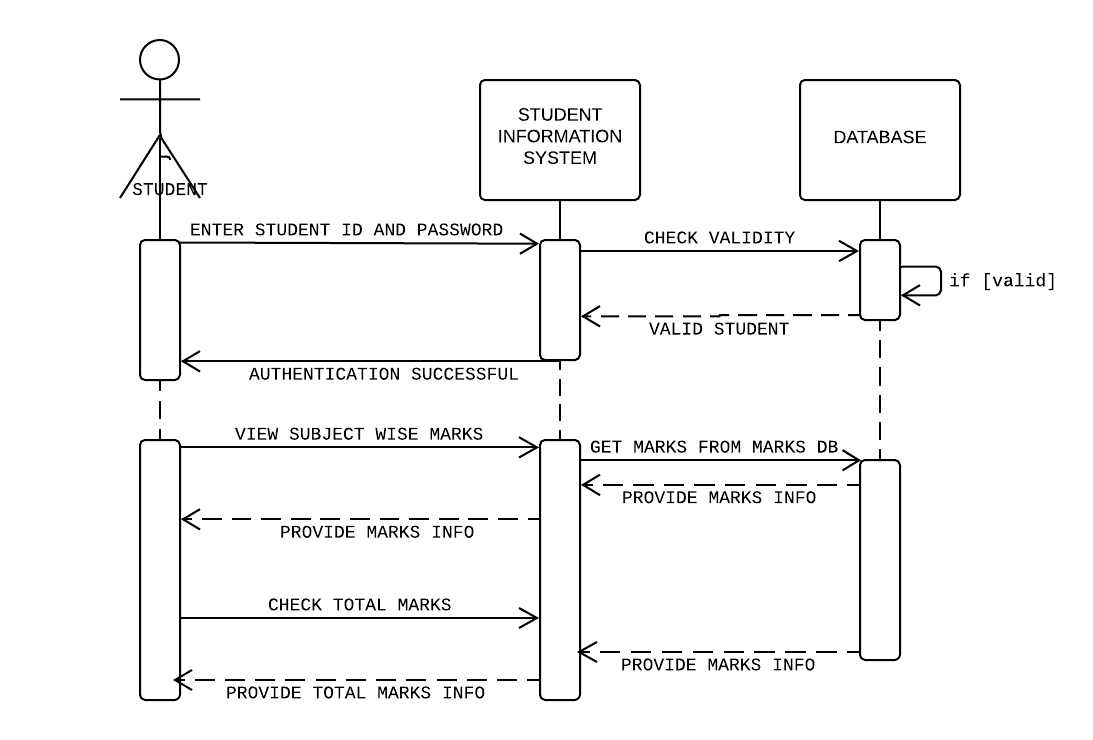 STUDENT
INFORMATION
SYSTEM
DATABASE
STUDENT
ENTER STUDENT ID AND PASSWORD
CHECK VALIDITY
if [valid]
VALID STUDENT
AUTHENTICATION SUCCESSFUL
VIEW SUBJECT WISE MARKS
GET MARKS FROM MARKS DB
PROVIDE MARKS INFO
PROVIDE MARKS INFO
CHECK TOTAL MARKS
PROVIDE MARKS INFO
PROVIDE TOTAL MARKS INFO